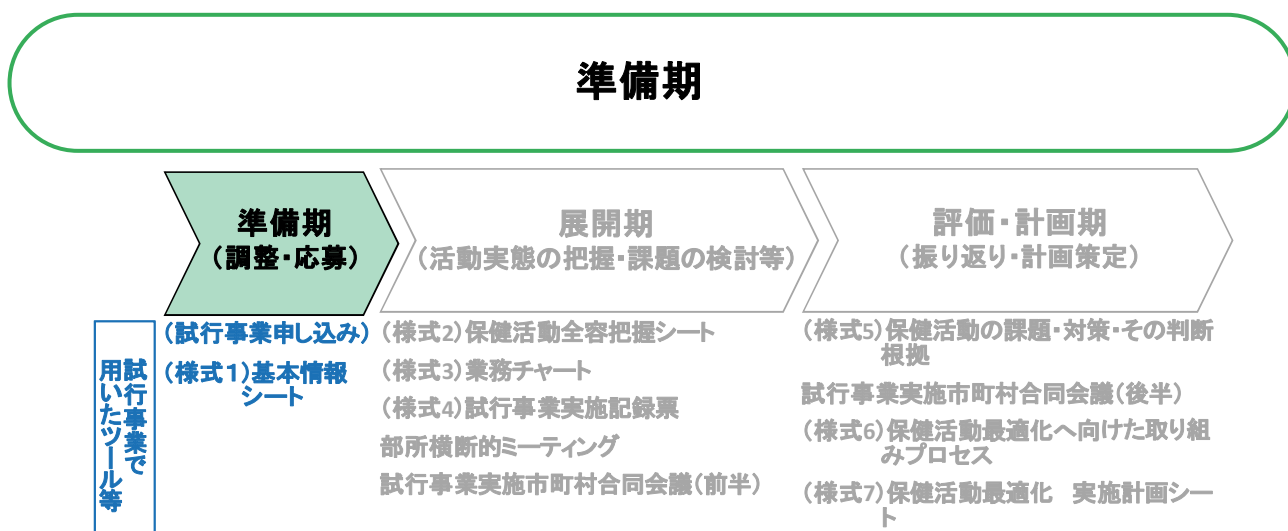 準備期
準備期
(調整・応募)
展開期
(活動実態の把握・課題の検討等)
評価・計画期
(振り返り・計画策定)
試行事業で
用いたツール等
(試行事業申し込み)
(様式１)基本情報
シート
(様式2)保健活動全容把握シート
(様式3)業務チャート
(様式4)試行事業実施記録票
部所横断的ミーティング
試行事業実施市町村合同会議(前半)
(様式5)保健活動の課題・対策・その判断
根拠
試行事業実施市町村合同会議(後半)
(様式6)保健活動最適化へ向けた取り組
みプロセス
(様式7)保健活動最適化　実施計画シー
ト